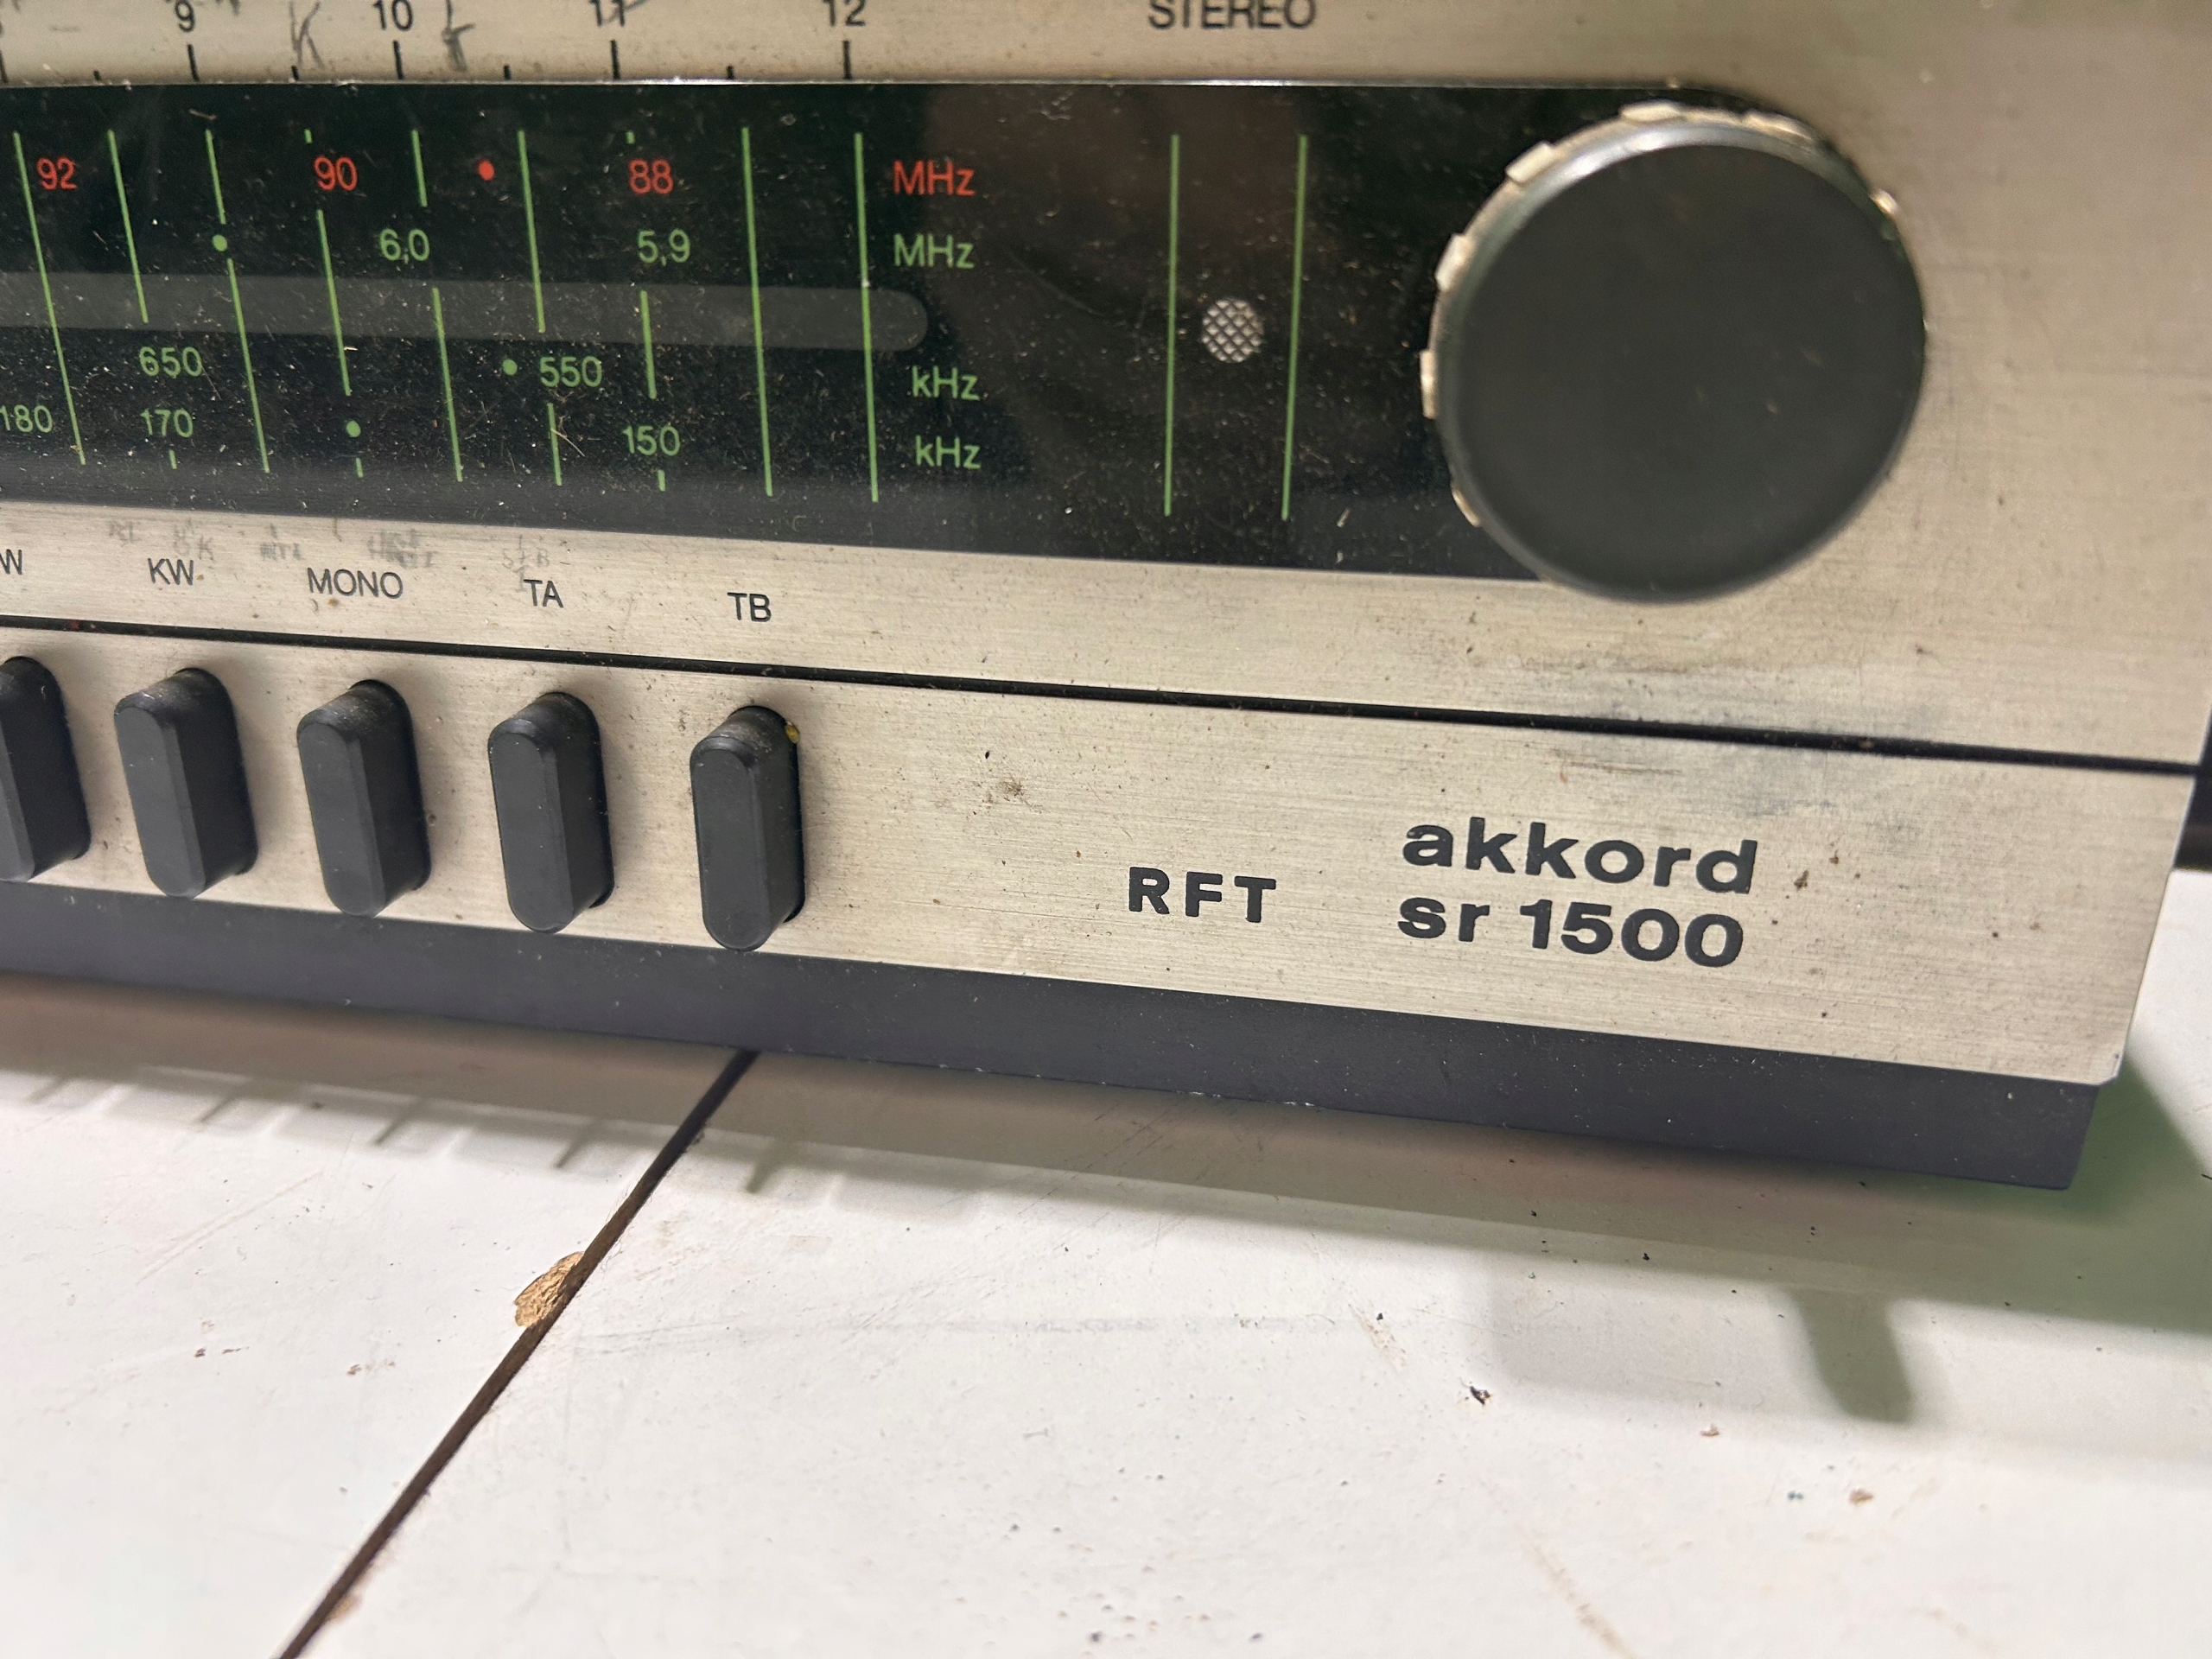 9 10 11 12 STEREO
92 90 88 MHz
6,0 5,9 MHz
650 550 kHz
180 170 150 kHz
KW MONO TA TB
RFT akkord
sr 1500